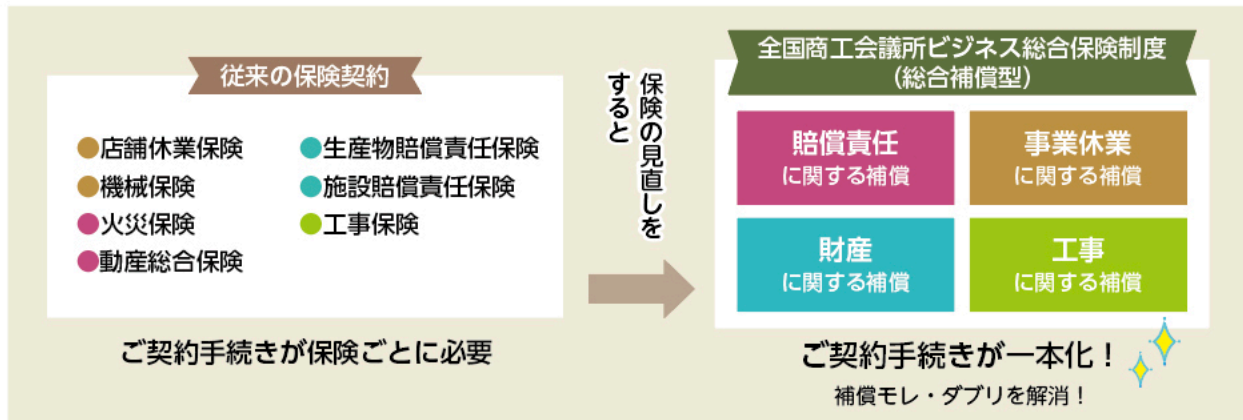 従来の保険契約
●店舗休業保険
●機械保険
●火災保険
●動産総合保険
●生産物賠償責任保険
●施設賠償責任保険
●工事保険
ご契約手続きが保険ごとに必要
保険の見直しを
すると
全国商工会議所ビジネス総合保険制度
(総合補償型)
賠償責任
に関する補償
事業休業
に関する補償
財産
に関する補償
工事
に関する補償
ご契約手続きが一本化！
補償モレ・ダブリを解消！